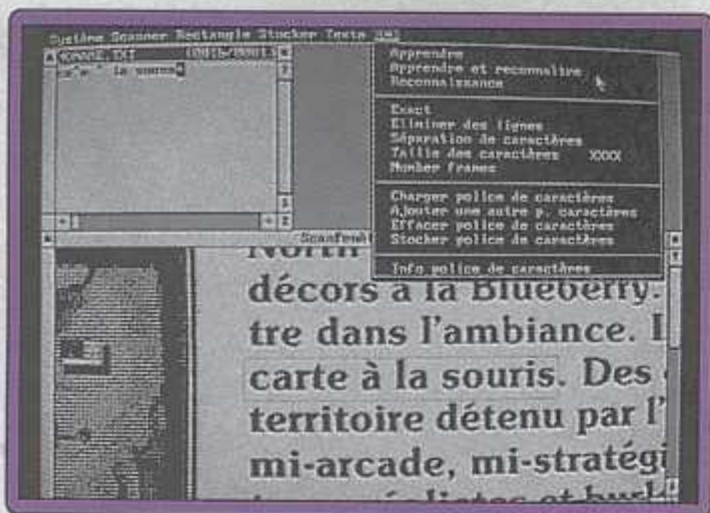 Système Scanner Rectangle Stocker Texte
la souris
Apprendre
Apprendre et reconnaître
Reconnaissance
Exact
Eliminer des lignes
Séparation de caractères
Taille des caractères XXXX
Number frames
Charger police de caractères
Ajouter une autre p. caractères
Effacer police de caractères
Stocker police de caractères
Info police de caractères
North
décors à la Blueberry.
tre dans l'ambiance.
carte à la souris. Des
territoire détenu par l'
mi-arcade, mi-stratégi